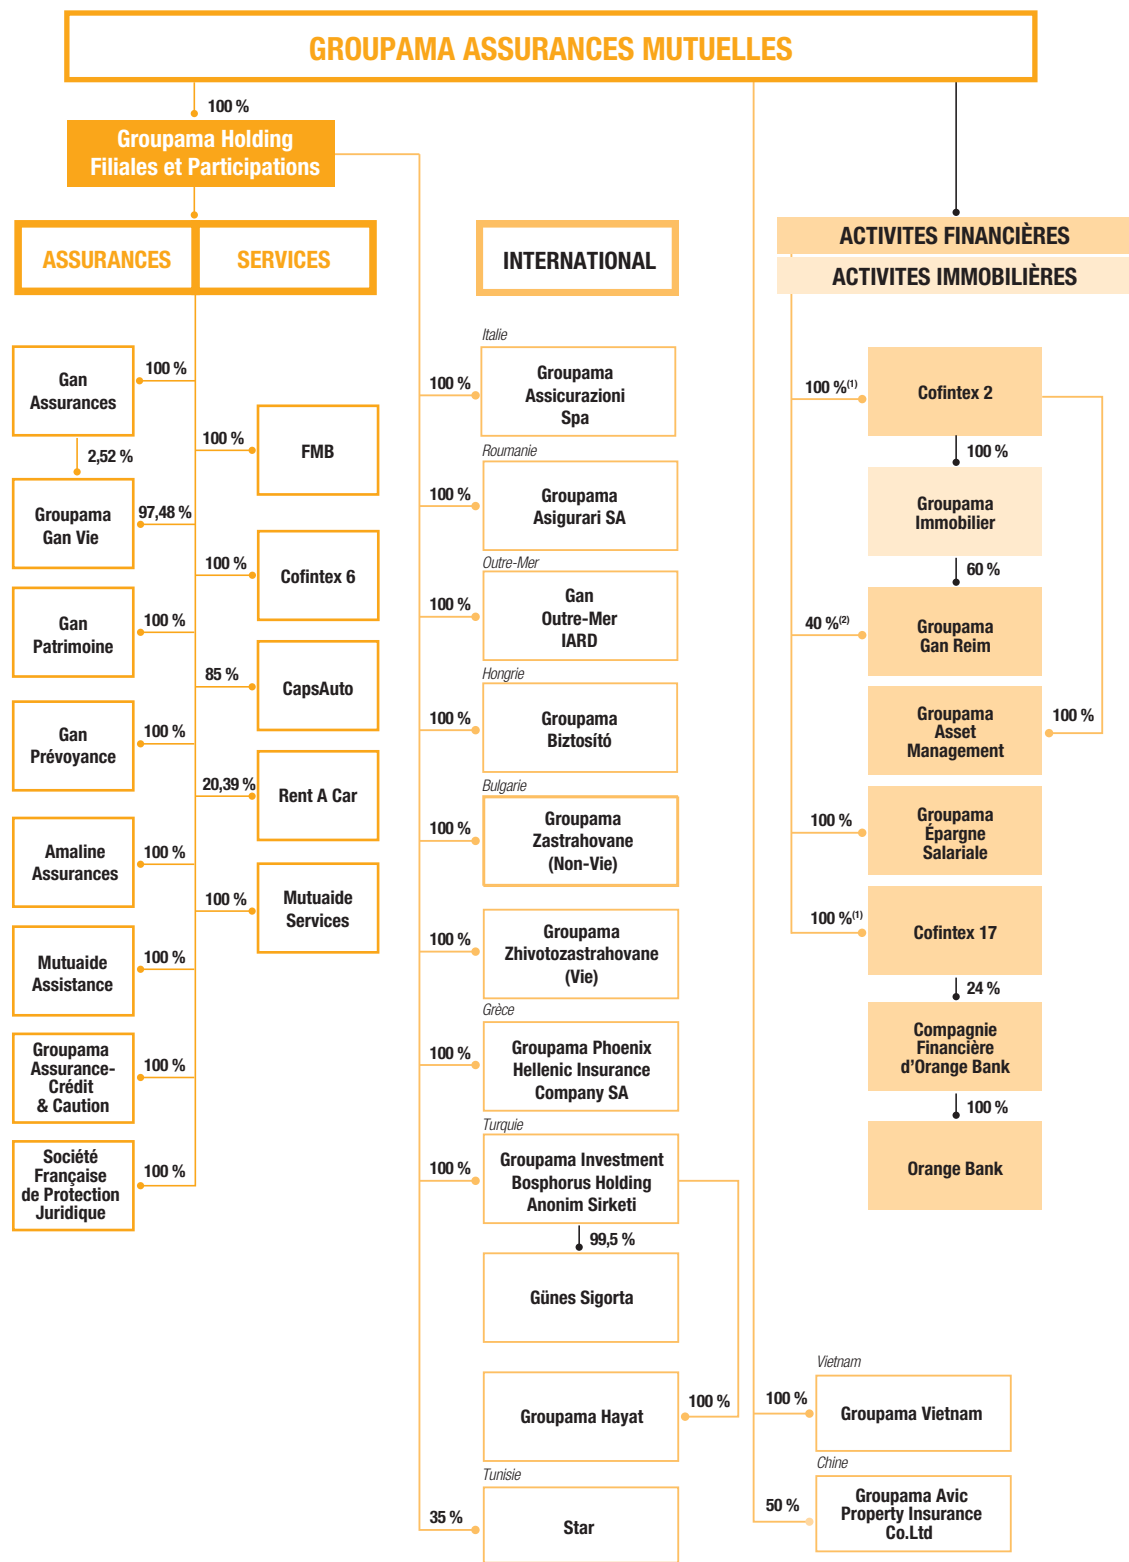 GROUPAMA ASSURANCES MUTUELLES
100 %
Groupama Holding
Filiales et Participations
ASSURANCES
SERVICES
Gan
Assurances
100 %
2,52 %
Groupama
Gan Vie
97,48 %
Gan
Patrimoine
100 %
Gan
Prévoyance
100 %
Amaline
Assurances
100 %
Mutuaide
Assistance
100 %
Groupama
Assurance-
Crédit
& Caution
100 %
Société
Française
de Protection
Juridique
100 %
100 %
FMB
100 %
Cofintex 6
85 %
CapsAuto
20,39 %
Rent A Car
100 %
Mutuaide
Services
INTERNATIONAL
Italie
100 %
Groupama
Assicurazioni
Spa
Roumanie
100 %
Groupama
Asigurari SA
Outre-Mer
100 %
Gan
Outre-Mer
IARD
Hongrie
100 %
Groupama
Biztosító
Bulgarie
100 %
Groupama
Zastrahovane
(Non-Vie)
100 %
Groupama
Zhivotozastrahovane
(Vie)
Grèce
100 %
Groupama Phoenix
Hellenic Insurance
Company SA
Turquie
100 %
Groupama Investment
Bosphorus Holding
Anonim Sirketi
99,5 %
Günes Sigorta
Groupama Hayat
100 %
Tunisie
35 %
Star
ACTIVITES FINANCIÈRES
ACTIVITES IMMOBILIÈRES
100 %(1)
Cofintex 2
100 %
Groupama
Immobilier
60 %
40 %(2)
Groupama
Gan Reim
Groupama
Asset
Management
100 %
100 %
Groupama
Épargne
Salariale
100 %(1)
Cofintex 17
24 %
Compagnie
Financière
d'Orange Bank
100 %
Orange Bank
Vietnam
100 %
Groupama Vietnam
Chine
50 %
Groupama Avic
Property Insurance
Co.Ltd